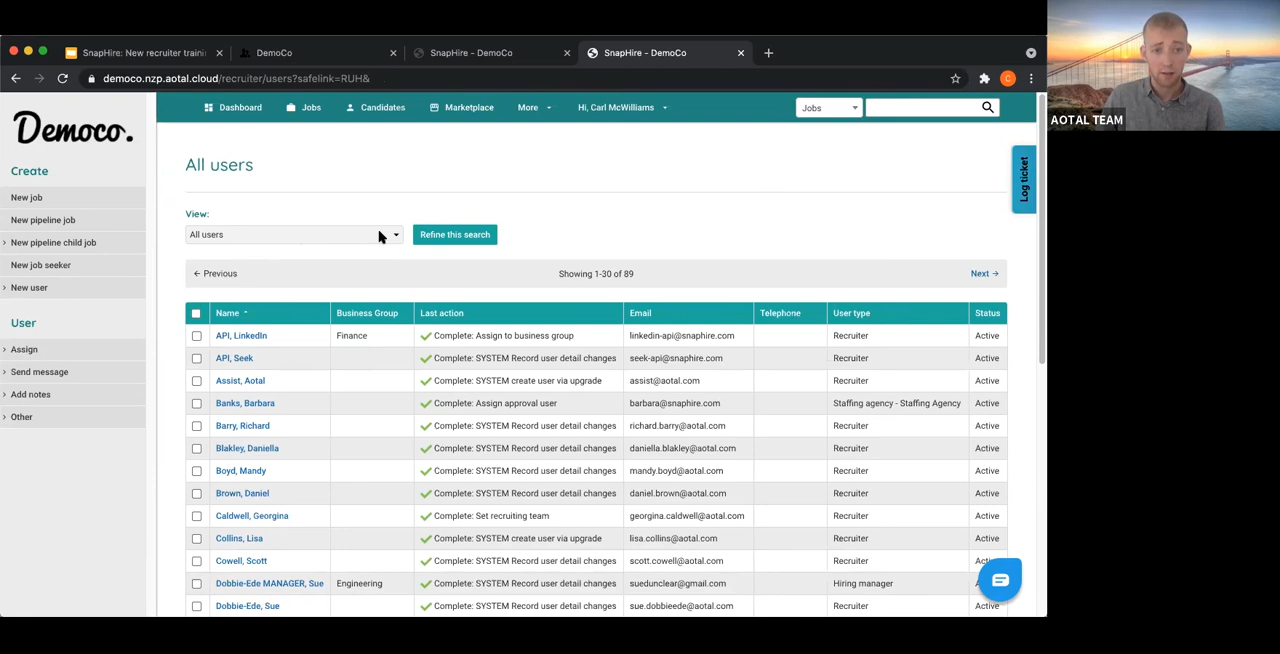 SnapHire: New recruiter traini
DemoCo
SnapHire - DemoCo
SnapHire - DemoCo
democo.nzp.aotal.cloud/recruiter/users?safelink=RUH&
C
AOTAL TEAM
Democo.
Dashboard
Jobs
Candidates
Marketplace
More
Hi, Carl McWilliams
Jobs
Create
New job
New pipeline job
New pipeline child job
New job seeker
New user
User
Assign
Send message
Add notes
Other
Log ticket
All users
View:
All users
Refine this search
← Previous
Showing 1-30 of 89
Next →
Name Business Group Last action Email Telephone User type Status
API, LinkedIn Finance Complete: Assign to business group linkedin-api@snaphire.com Recruiter Active
API, Seek Complete: SYSTEM Record user detail changes seek-api@snaphire.com Recruiter Active
Assist, Aotal Complete: SYSTEM create user via upgrade assist@aotal.com Recruiter Active
Banks, Barbara Complete: Assign approval user barbara@snaphire.com Staffing agency - Staffing Agency Active
Barry, Richard Complete: SYSTEM Record user detail changes richard.barry@aotal.com Recruiter Active
Blakley, Daniella Complete: SYSTEM Record user detail changes daniella.blakley@aotal.com Recruiter Active
Boyd, Mandy Complete: SYSTEM Record user detail changes mandy.boyd@aotal.com Recruiter Active
Brown, Daniel Complete: SYSTEM Record user detail changes daniel.brown@aotal.com Recruiter Active
Caldwell, Georgina Complete: Set recruiting team georgina.caldwell@aotal.com Recruiter Active
Collins, Lisa Complete: SYSTEM create user via upgrade lisa.collins@aotal.com Recruiter Active
Cowell, Scott Complete: SYSTEM Record user detail changes scott.cowell@aotal.com Recruiter
Dobbie-Ede MANAGER, Sue Engineering Complete: SYSTEM Record user detail changes suedunclear@gmail.com Hiring manager
Dobbie-Ede, Sue Complete: SYSTEM Record user detail changes sue.dobbieede@aotal.com Recruiter Active